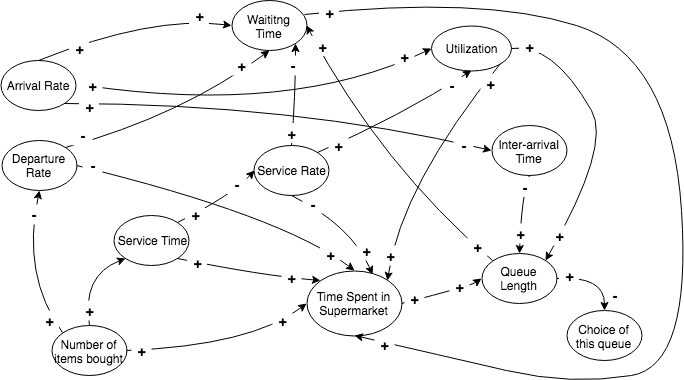 Waititng
Time
Utilization
Arrival Rate
Inter-arrival
Time
Departure
Rate
Service Rate
Service Time
Queue
Length
Time Spent in
Supermarket
Choice of
this queue
Number of
items bought
+
+
+
+
+
+
+
+
+
-
-
+
-
-
-
+
+
-
-
-
+
-
-
+
+
+
+
+
+
+
+
+
+
+
+
+
-
+
+
+